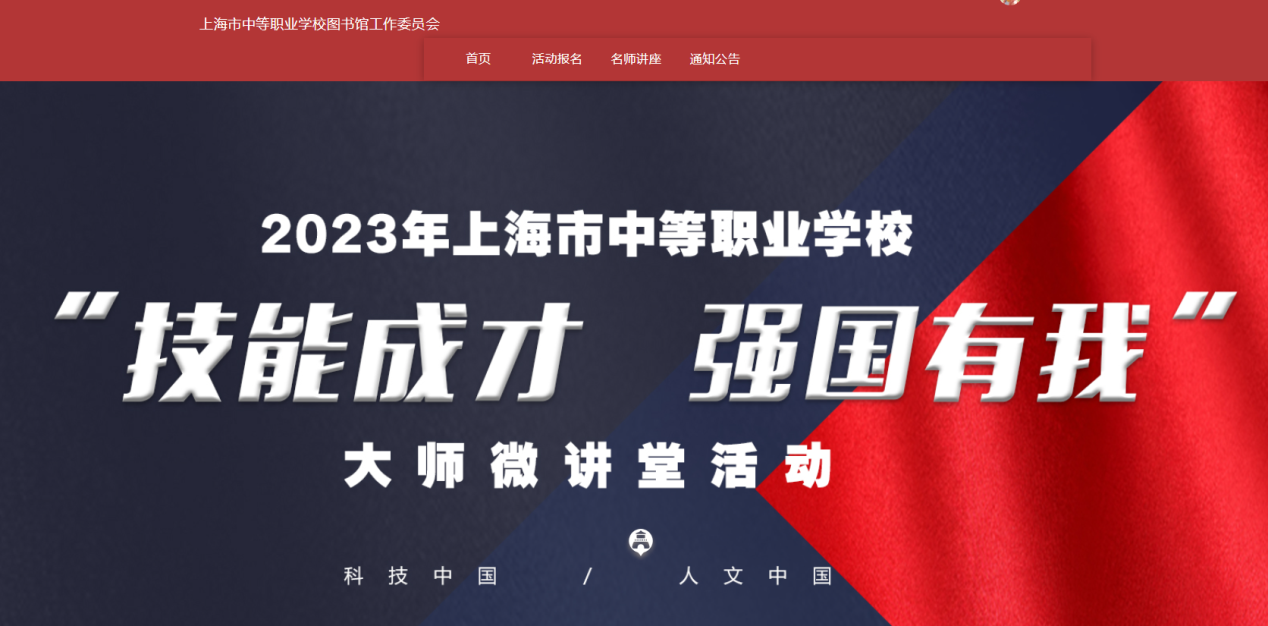 上海市中等职业学校图书馆工作委员会
首页 活动报名 名师讲座 通知公告
2023年上海市中等职业学校
“技能成才 强国有我”
大师微讲堂活动
科技中国 / 人文中国